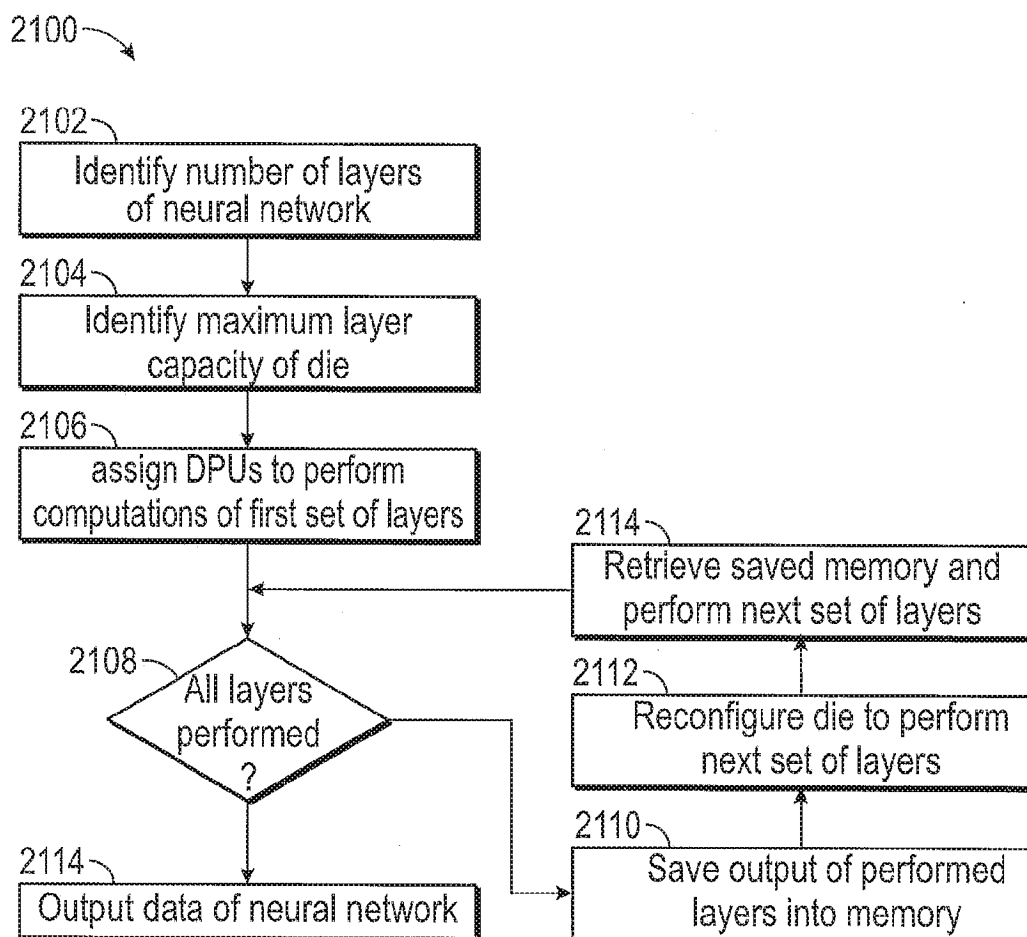 2100
2102
Identify number of layers
of neural network
2104
Identify maximum layer
capacity of die
2106
assign DPUs to perform
computations of first set of layers
2108
All layers
performed
?
2114
Output data of neural network
2114
Retrieve saved memory and
perform next set of layers
2112
Reconfigure die to perform
next set of layers
2110
Save output of performed
layers into memory